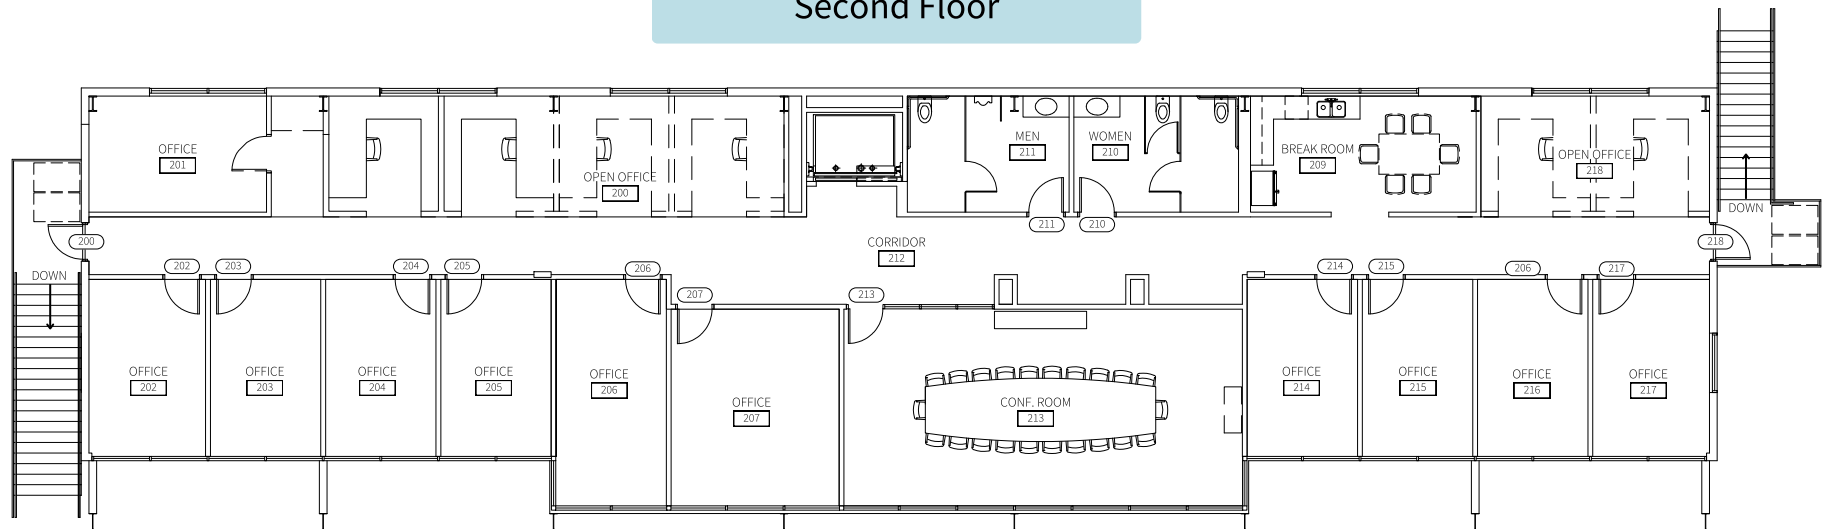 Second Floor
OFFICE
201
OPEN OFFICE
200
MEN
211
WOMEN
210
BREAK ROOM
209
OPEN OFFICE
218
DOWN
211
210
200
CORRIDOR
212
218
DOWN
202
203
204
205
206
207
213
214
215
206
217
OFFICE
202
OFFICE
203
OFFICE
204
OFFICE
205
OFFICE
206
OFFICE
207
CONF. ROOM
213
OFFICE
214
OFFICE
215
OFFICE
216
OFFICE
217